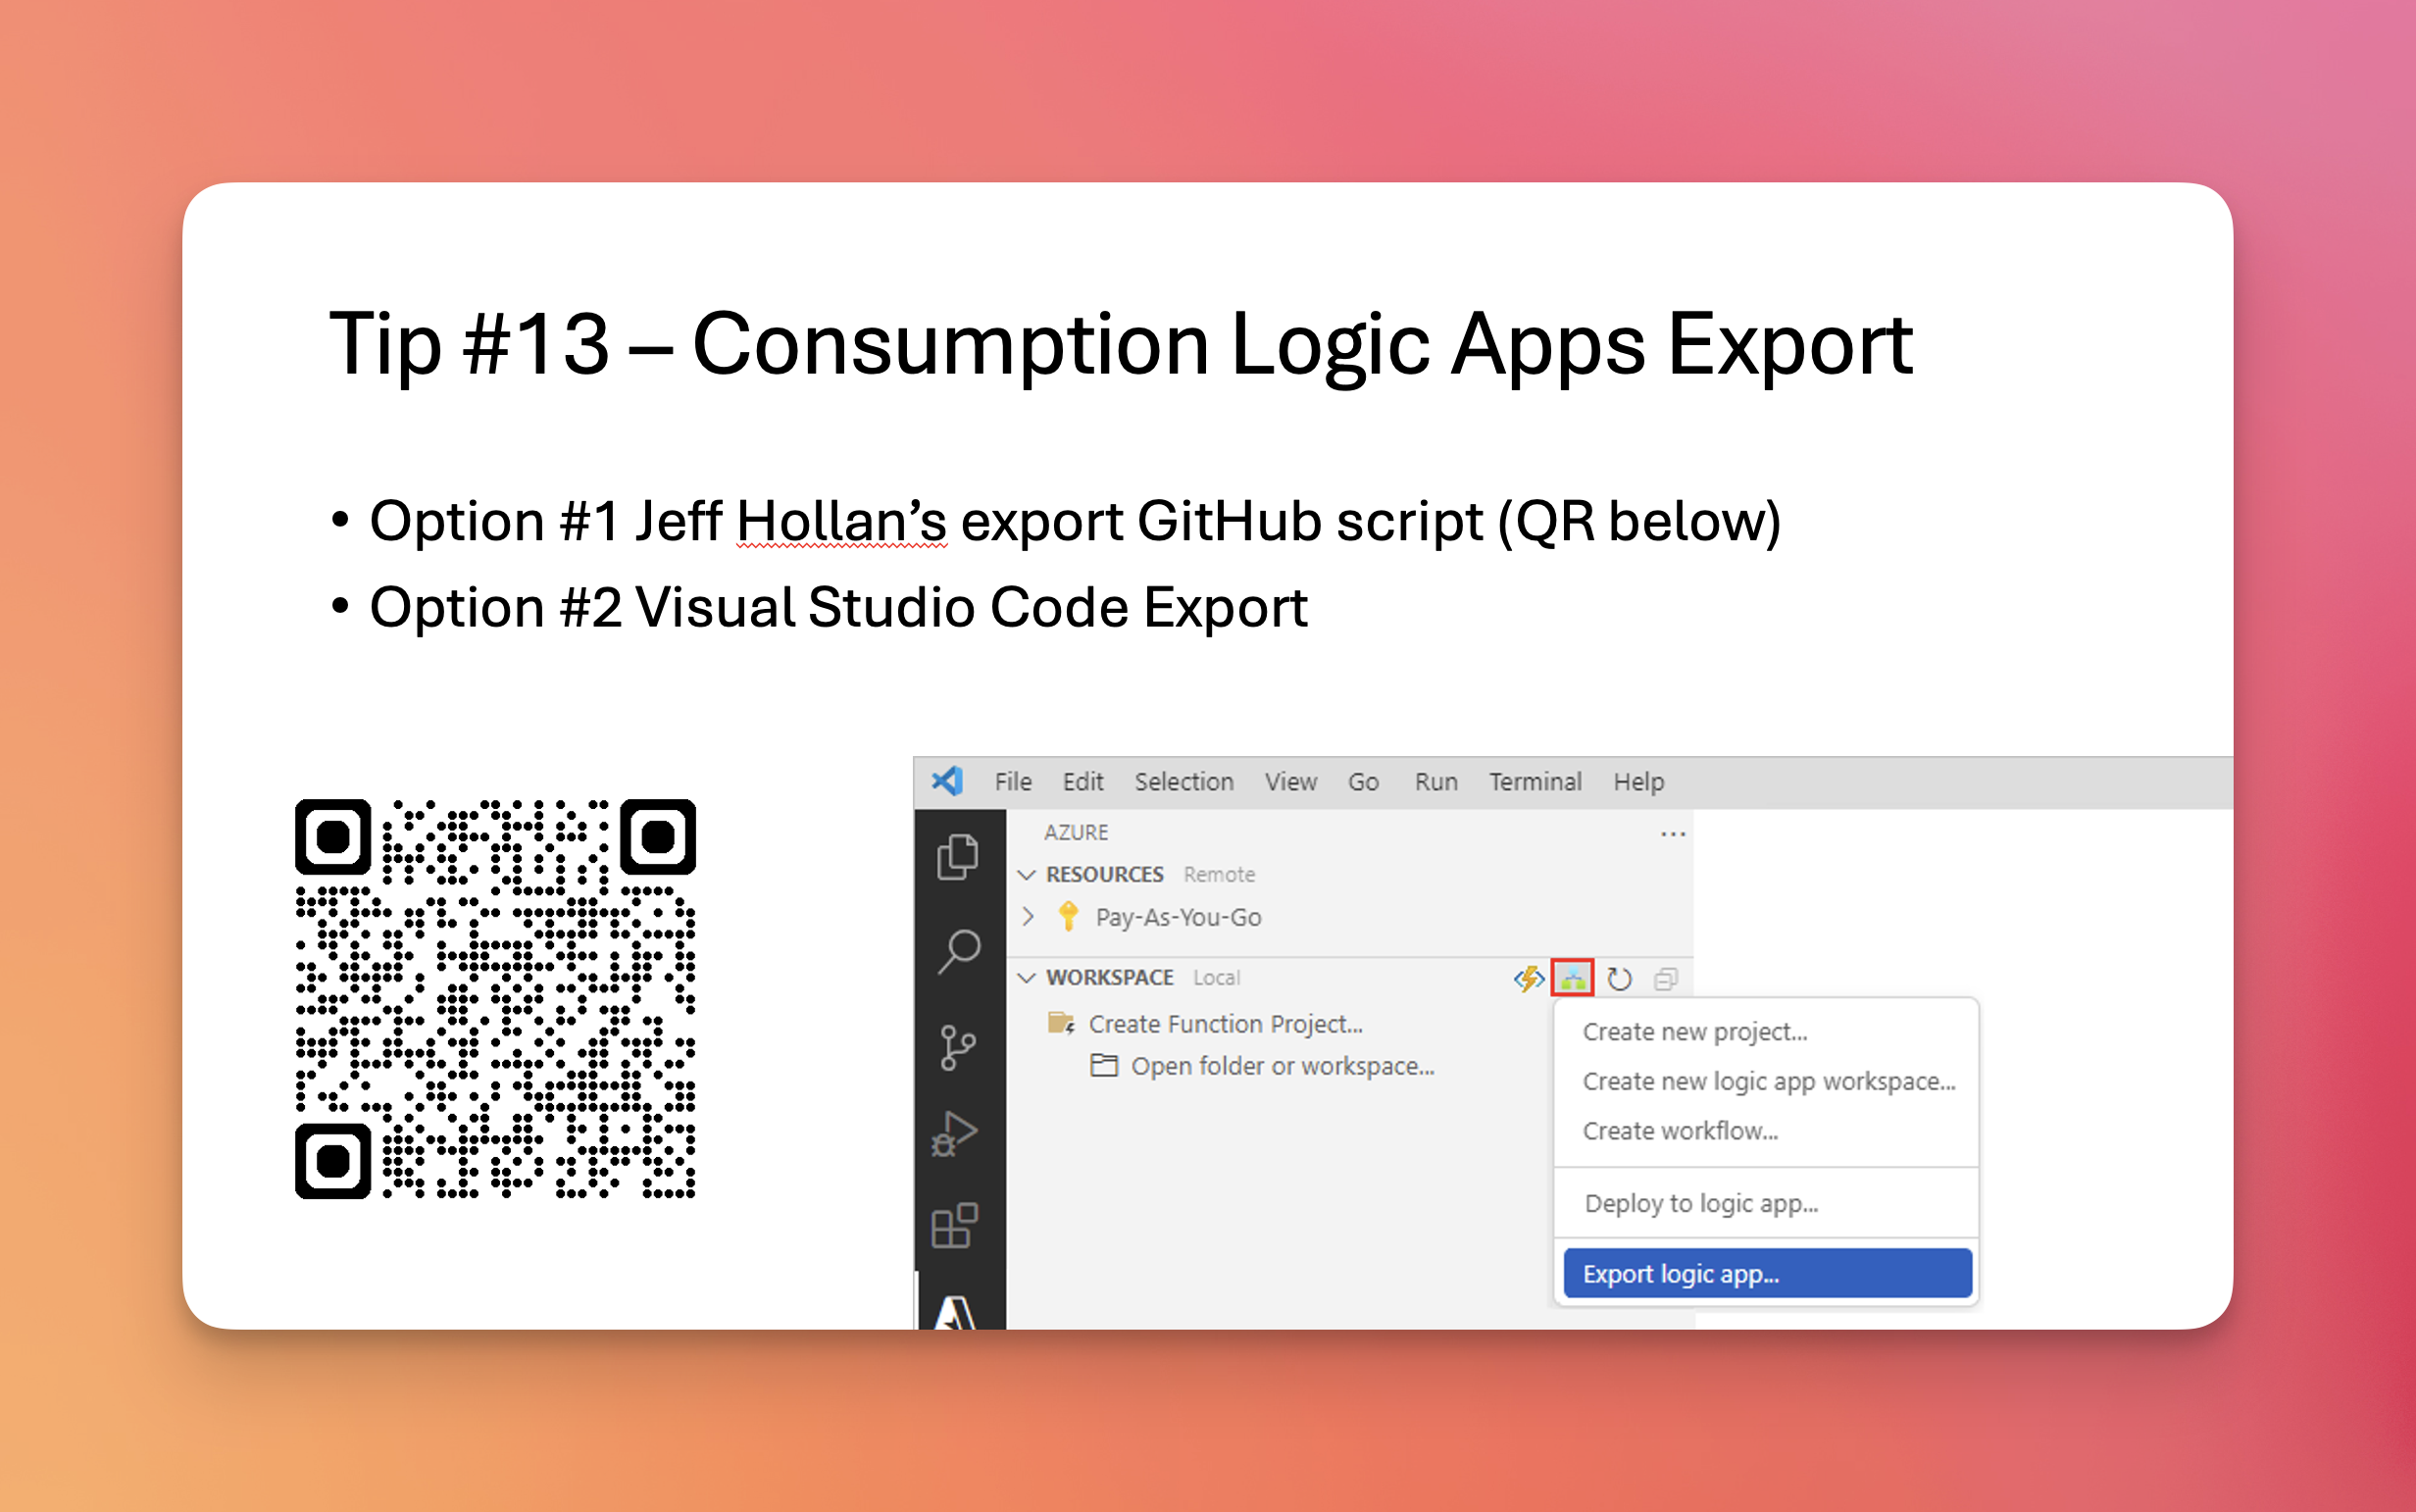 Tip #13 – Consumption Logic Apps Export
• Option #1 Jeff Hollan’s export GitHub script (QR below)
• Option #2 Visual Studio Code Export
File Edit Selection View Go Run Terminal Help
AZURE ...
RESOURCES Remote
Pay-As-You-Go
WORKSPACE Local
Create Function Project...
Open folder or workspace...
Create new project...
Create new logic app workspace...
Create workflow...
Deploy to logic app...
Export logic app...